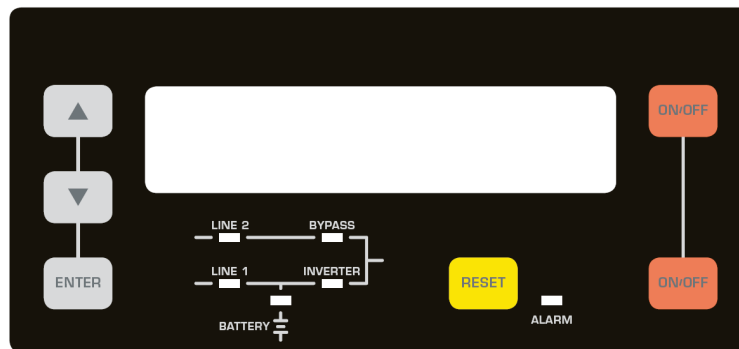 ON/OFF
LINE 2 BYPASS
LINE 1 INVERTER
ENTER RESET ON/OFF
BATTERY ALARM